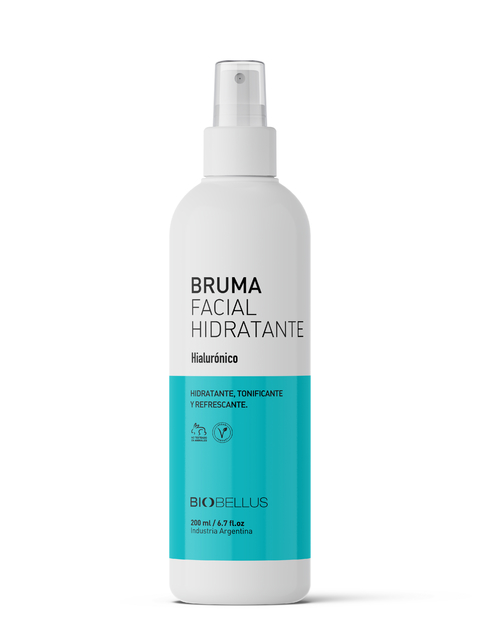 BRUMA
FACIAL
HIDRATANTE
Hialurónico
HIDRATANTE, TONIFICANTE
Y REFRESCANTE.
BIOBELLUS
200 ml / 6.7 fl.oz
Industria Argentina